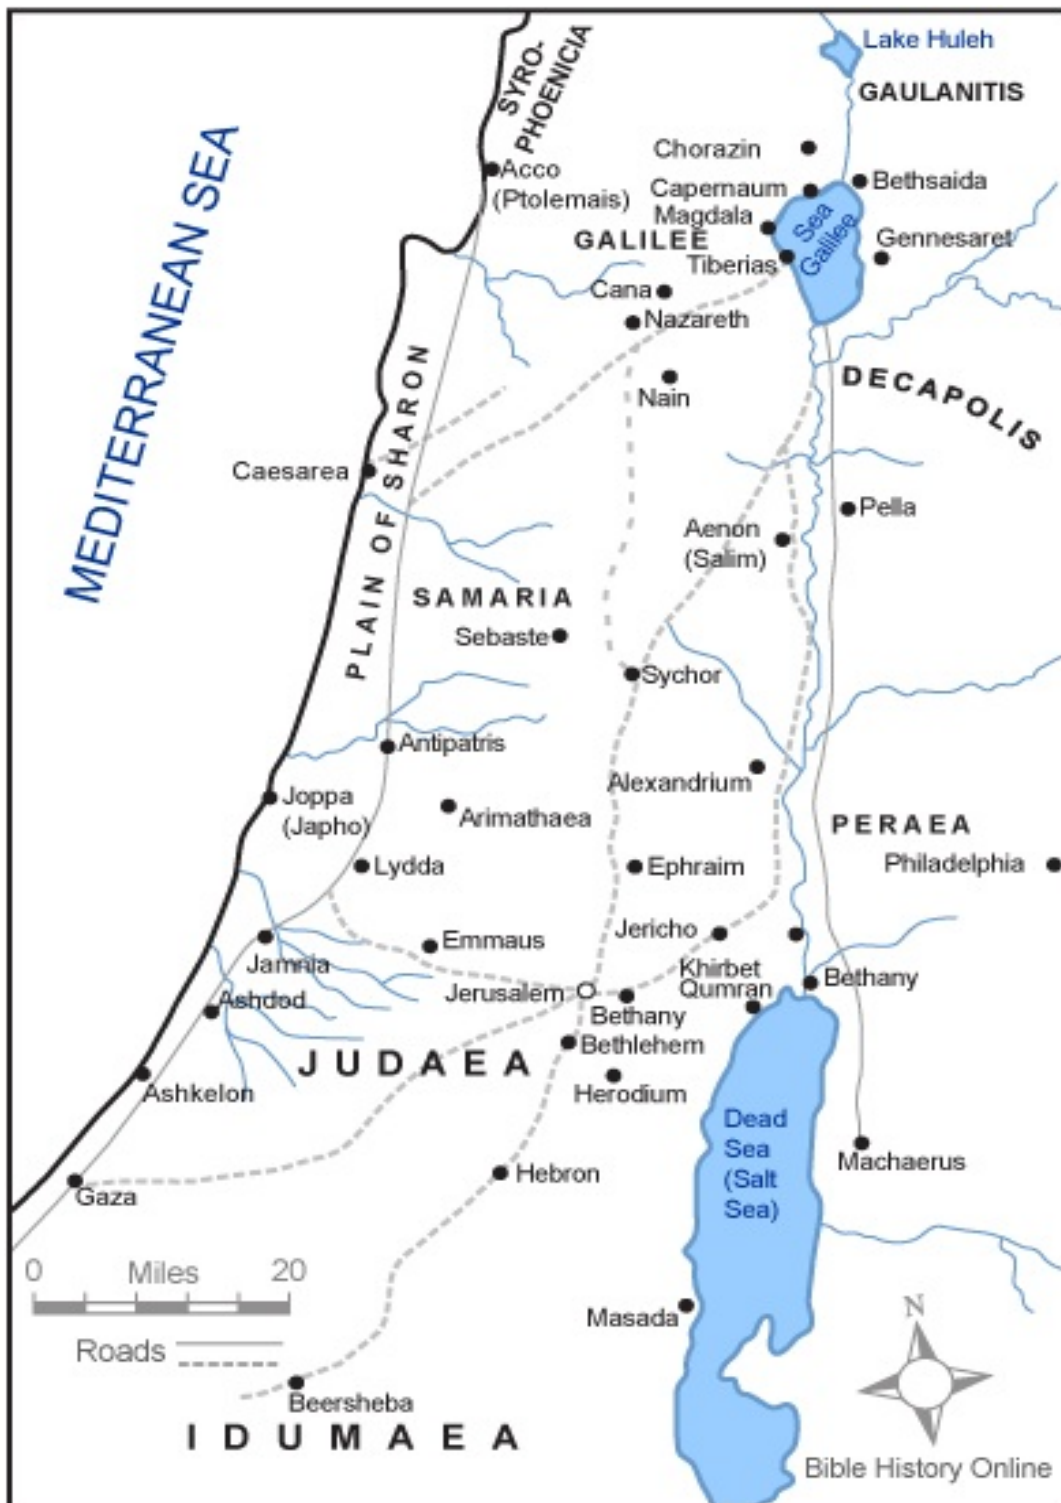 Lake Huleh
SYRO-
PHOENICIA
GAULANITIS
MEDITERRANEAN SEA
Chorazin
Acco
(Ptolemais)
Capernaum
Bethsaida
Magdala
Sea
Galilee
GALILEE
Gennesaret
Tiberias
Cana
Nazareth
Nain
DECAPOLIS
PLAIN OF SHARON
Caesarea
Pella
Aenon
(Salim)
SAMARIA
Sebaste
Sychor
Antipatris
Alexandrium
Joppa
(Japho)
Arimathaea
PERAEA
Lydda
Ephraim
Philadelphia
Jericho
Emmaus
Jamnia
Khirbet
Qumran
Bethany
Jerusalem
Ashdod
Bethany
Bethlehem
JUDAEA
Ashkelon
Herodium
Dead
Sea
(Salt
Sea)
Machaerus
Hebron
Gaza
0 Miles 20
Masada
N
Roads
Beersheba
IDUMAEA
Bible History Online